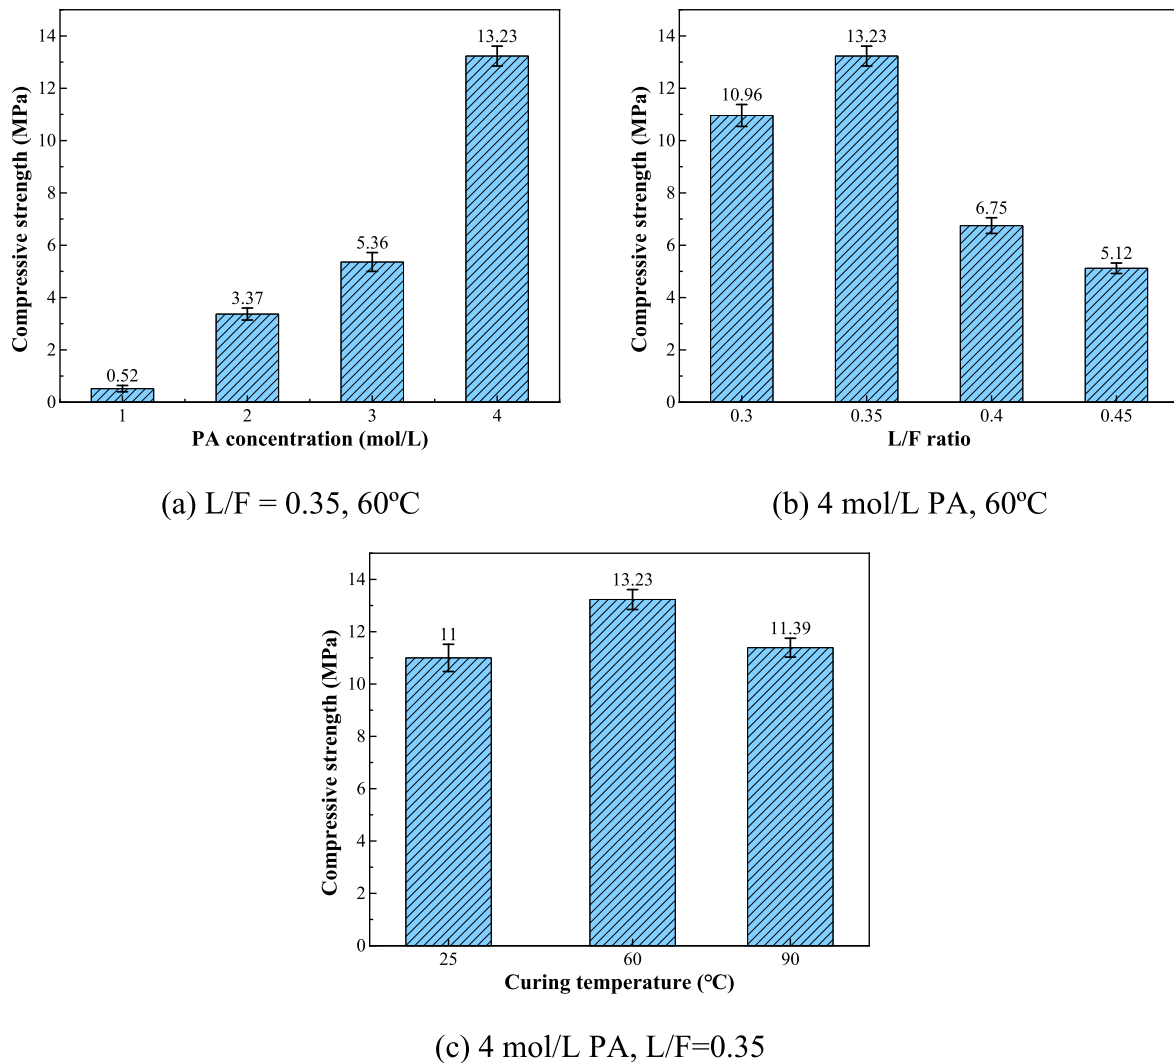 14
12
10
8
6
4
2
0
Compressive strength (MPa)
0.52
3.37
5.36
13.23
1 2 3 4
PA concentration (mol/L)
(a) L/F = 0.35, 60ºC
14
12
10
8
6
4
2
0
Compressive strength (MPa)
10.96
13.23
6.75
5.12
0.3 0.35 0.4 0.45
L/F ratio
(b) 4 mol/L PA, 60ºC
14
12
10
8
6
4
2
0
Compressive strength (MPa)
11
13.23
11.39
25 60 90
Curing temperature (℃)
(c) 4 mol/L PA, L/F=0.35